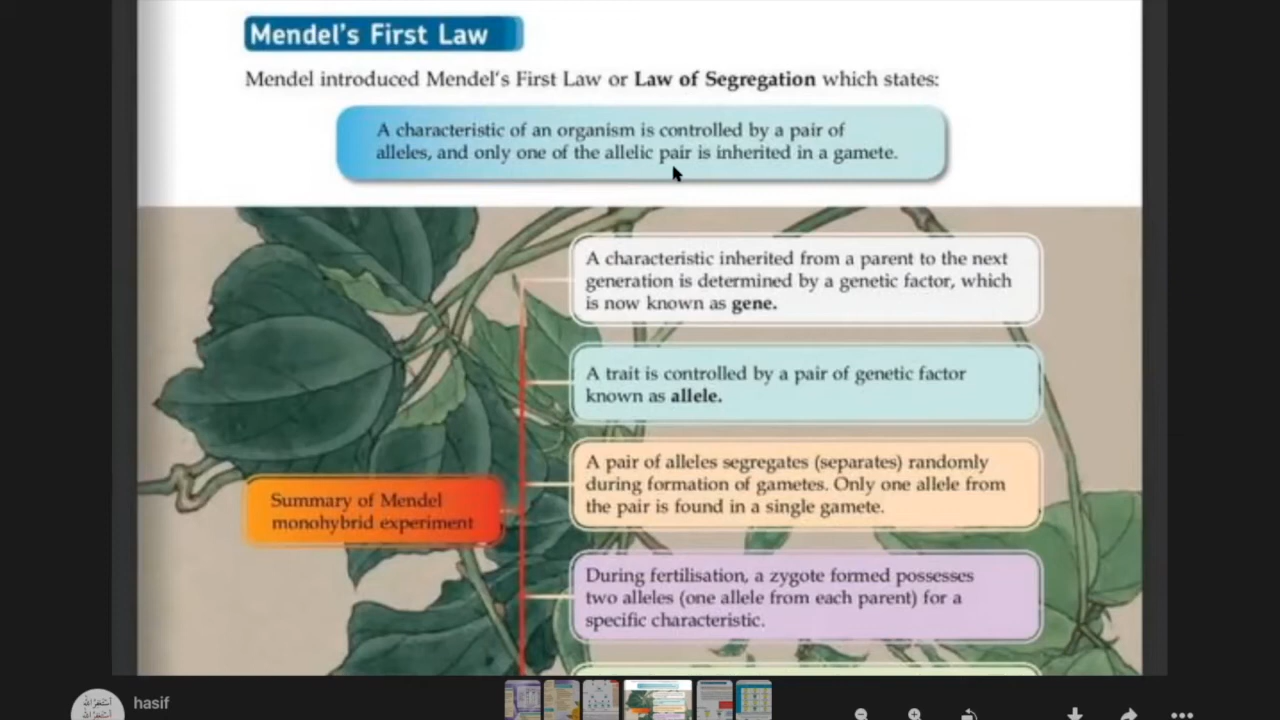 Mendel's First Law
Mendel introduced Mendel's First Law or Law of Segregation which states:
A characteristic of an organism is controlled by a pair of
alleles, and only one of the allelic pair is inherited in a gamete.
A characteristic inherited from a parent to the next
generation is determined by a genetic factor, which
is now known as gene.
A trait is controlled by a pair of genetic factor
known as allele.
A pair of alleles segregates (separates) randomly
during formation of gametes. Only one allele from
the pair is found in a single gamete.
Summary of Mendel
monohybrid experiment
During fertilisation, a zygote formed possesses
two alleles (one allele from each parent) for a
specific characteristic.
hasif